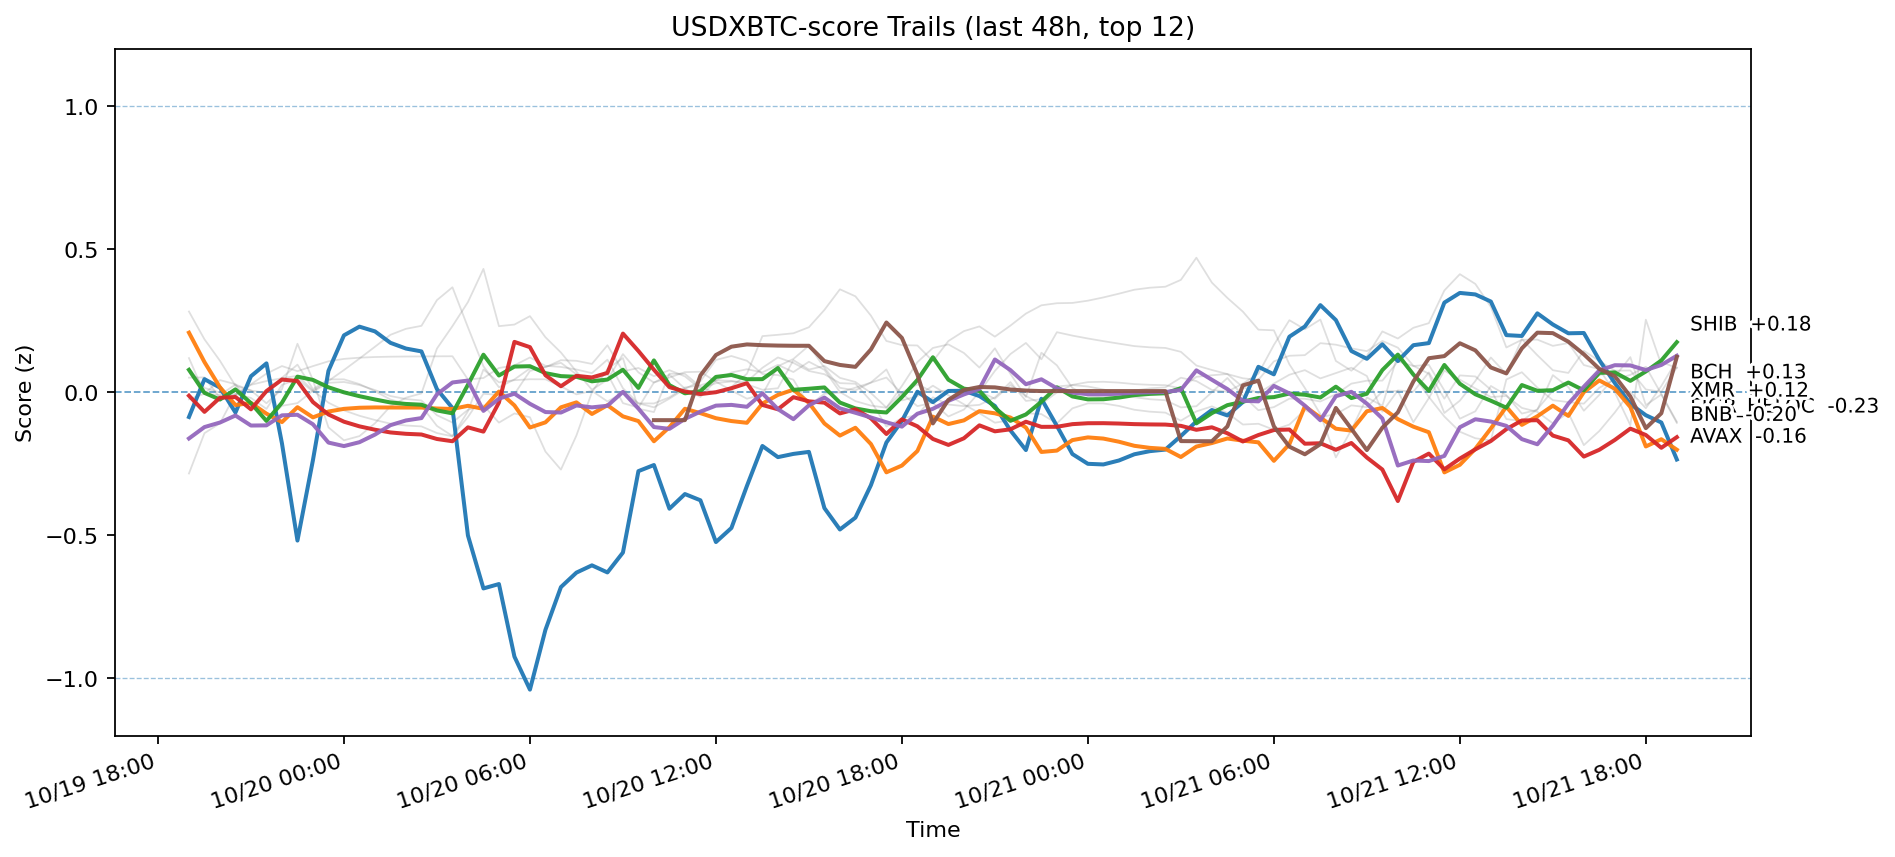 USDXBTC-score Trails (last 48h, top 12)
Score (z)
1.0
0.5
0.0
−0.5
−1.0
SHIB +0.18
BCH +0.13
XMR +0.12
-0.23
BNB -0.20
AVAX -0.16
10/19 18:00
10/20 00:00
10/20 06:00
10/20 12:00
10/20 18:00
10/21 00:00
10/21 06:00
10/21 12:00
10/21 18:00
Time